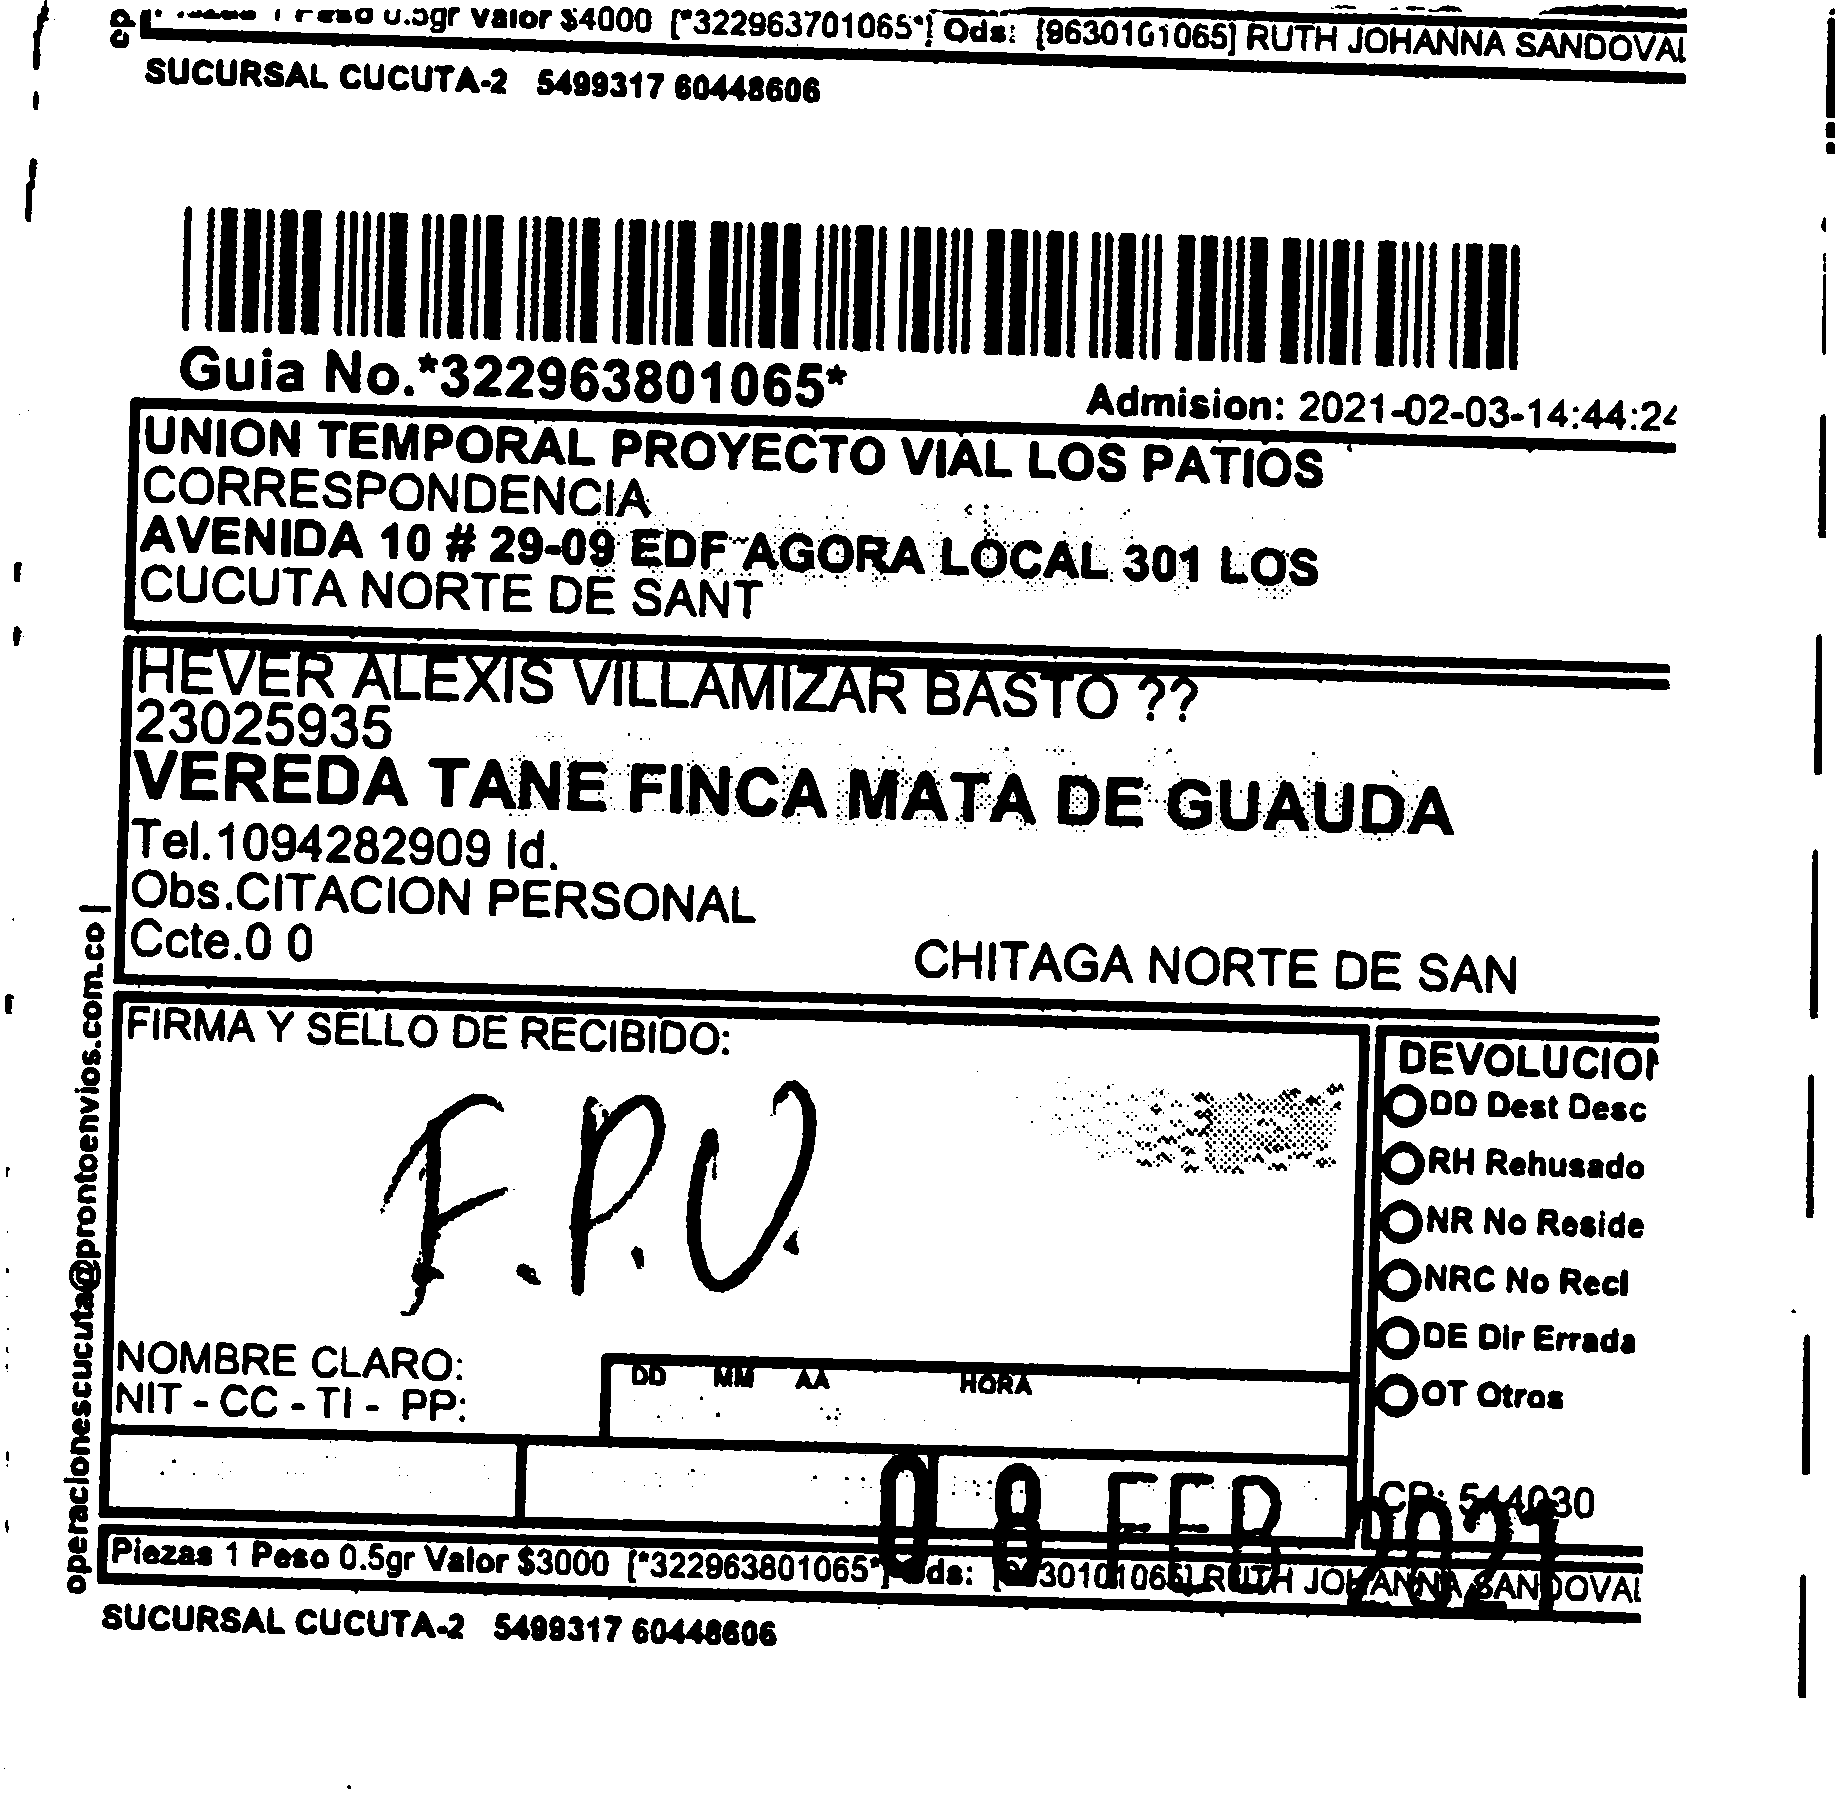 Peso 0.5gr Valor $4000 [*322963701065*] Ods: [9630101065] RUTH JOHANNA SANDOVAL
SUCURSAL CUCUTA-2 5499317 60448606
Guia No.*322963801065*
Admision: 2021-02-03-14:44:24
UNION TEMPORAL PROYECTO VIAL LOS PATIOS
CORRESPONDENCIA
AVENIDA 10 # 29-09 EDF AGORA LOCAL 301 LOS
CUCUTA NORTE DE SANT
HEVER ALEXIS VILLAMIZAR BASTO ??
23025935
VEREDA TANE FINCA MATA DE GUAUDA
Tel.1094282909 Id.
Obs.CITACION PERSONAL
Ccte.0 0
CHITAGA NORTE DE SAN
operacionescucuta@prontoenvios.com.co |
FIRMA Y SELLO DE RECIBIDO:
F.P.U.
DEVOLUCION
DD Dest Desc
RH Rehusado
NR No Reside
NRC No Recl
DE Dir Errada
OT Otros
NOMBRE CLARO:
NIT - CC - TI - PP:
DD MM AA HORA
CP: 544030
08 FEB 2021
Piezas 1 Peso 0.5gr Valor $3000 [*322963801065*] Ods: [9630101065] RUTH JOHANNA SANDOVAL
SUCURSAL CUCUTA-2 5499317 60448606